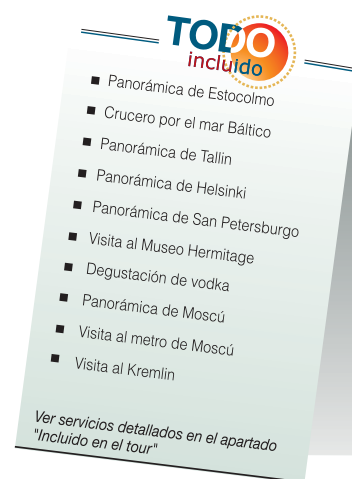 TODO
incluido
Panorámica de Estocolmo
Crucero por el mar Báltico
Panorámica de Tallin
Panorámica de Helsinki
Panorámica de San Petersburgo
Visita al Museo Hermitage
Degustación de vodka
Panorámica de Moscú
Visita al metro de Moscú
Visita al Kremlin
Ver servicios detallados en el apartado
"Incluido en el tour"